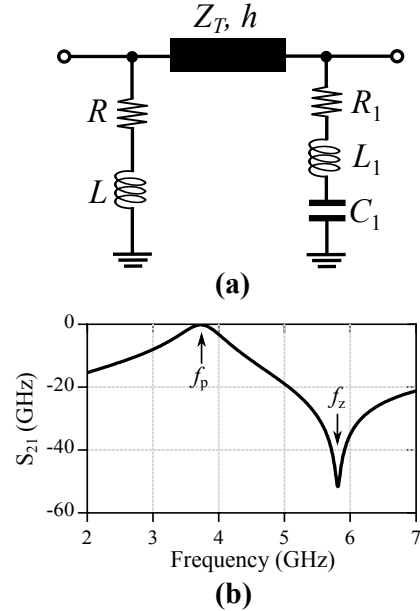 Z_T, h
R
R_1
L
L_1
C_1
(a)
0
-20
-40
-60
S_21 (GHz)
f_p
f_z
2 3 4 5 6 7
Frequency (GHz)
(b)